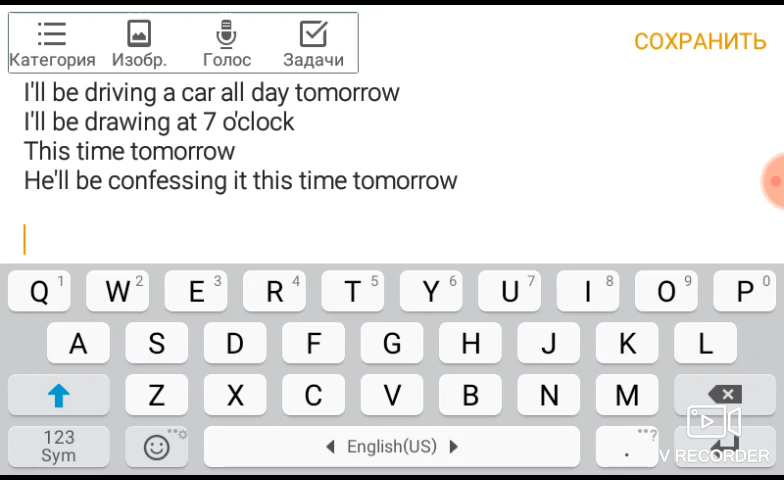 Категория Изобр. Голос Задачи
СОХРАНИТЬ
I'll be driving a car all day tomorrow
I'll be drawing at 7 o'clock
This time tomorrow
He'll be confessing it this time tomorrow
Q 1 W 2 E 3 R 4 T 5 Y 6 U 7 I 8 O 9 P 0
A S D F G H J K L
Z X C V B N M
123
Sym
English(US)
. ?
V RECORDER